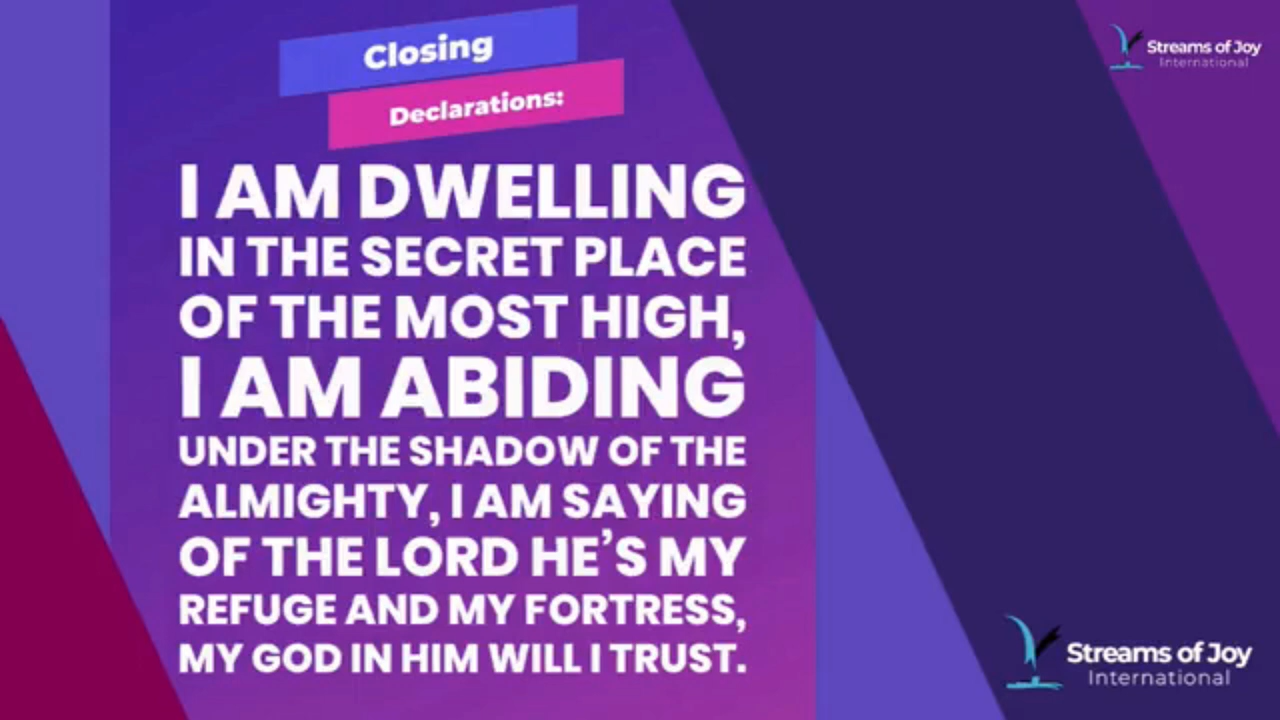 Closing
Declarations:
I AM DWELLING
IN THE SECRET PLACE
OF THE MOST HIGH,
I AM ABIDING
UNDER THE SHADOW OF THE
ALMIGHTY, I AM SAYING
OF THE LORD HE’S MY
REFUGE AND MY FORTRESS,
MY GOD IN HIM WILL I TRUST.
Streams of Joy
International
Streams of Joy
International